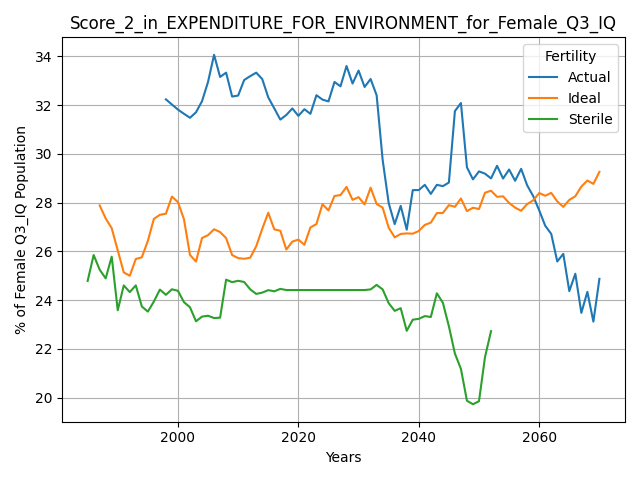 Score_2_in_EXPENDITURE_FOR_ENVIRONMENT_for_Female_Q3_IQ
Fertility
Actual
Ideal
Sterile
% of Female Q3_IQ Population
34
32
30
28
26
24
22
20
2000 2020 2040 2060
Years